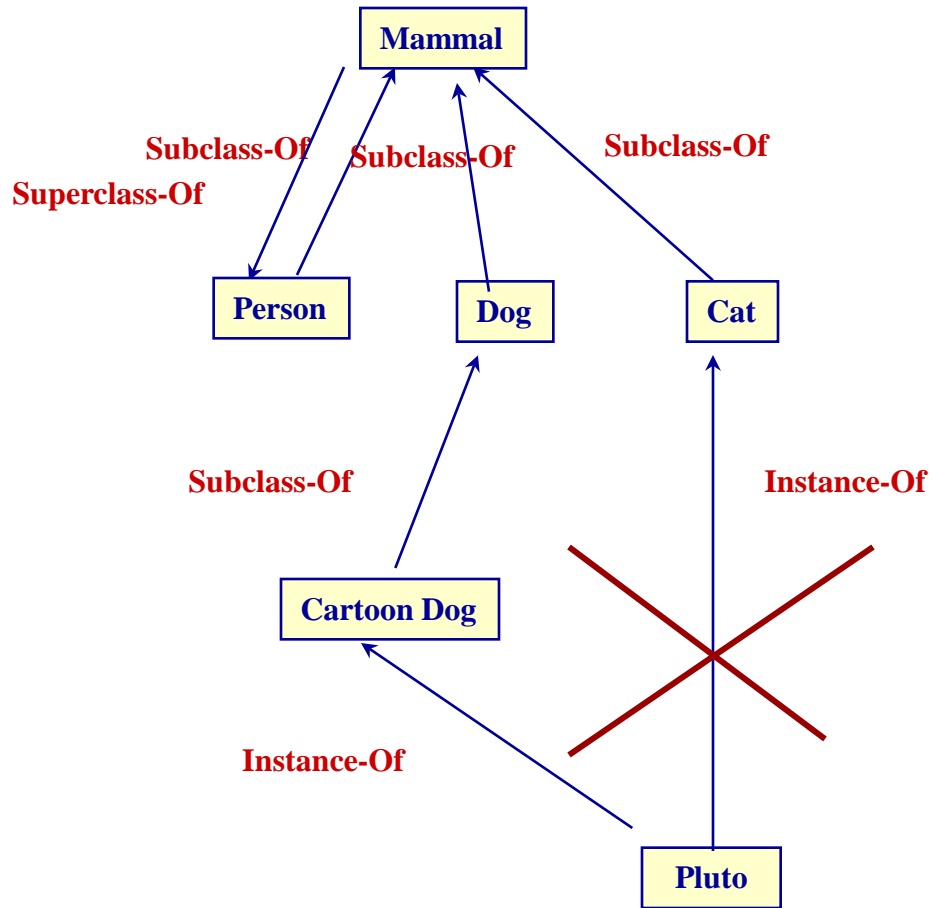 Mammal
Subclass-Of
Subclass-Of
Subclass-Of
Superclass-Of
Person
Dog
Cat
Subclass-Of
Instance-Of
Cartoon Dog
Instance-Of
Pluto